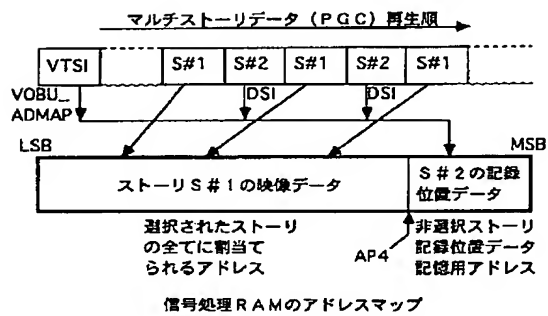 マルチストーリデータ（PGC）再生順
VTSI
S#1
S#2
S#1
S#2
S#1
VOBU_
ADMAP
DSI
DSI
LSB
MSB
ストーリS＃1の映像データ
S＃2の記録
位置データ
選択されたストーリ
の全てに割当て
られるアドレス
AP4
非選択ストーリ
記録位置データ
記憶用アドレス
信号処理RAMのアドレスマップ